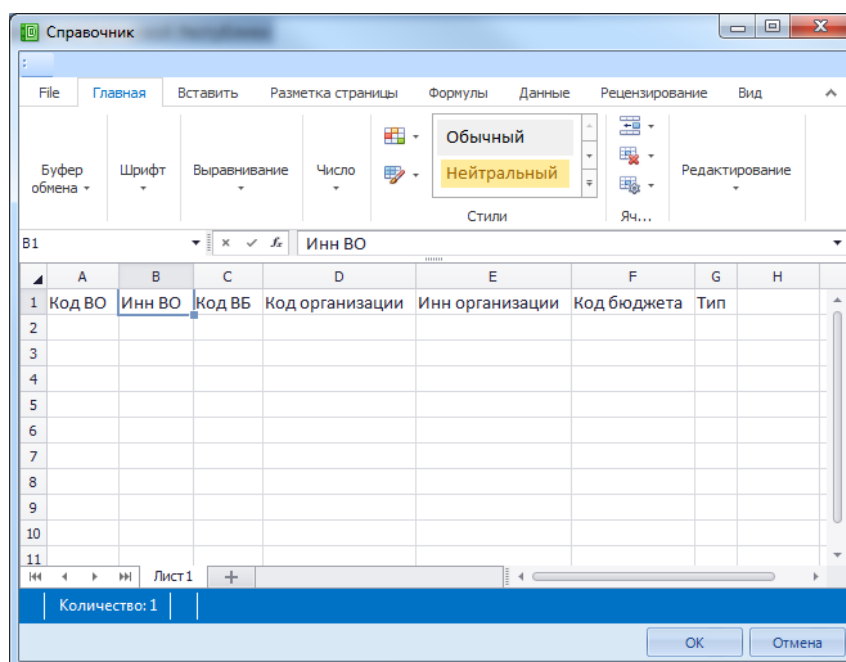 Справочник
File Главная Вставить Разметка страницы Формулы Данные Рецензирование Вид
Обычный
Нейтральный
Буфер обмена Шрифт Выравнивание Число Редактирование
Стили Яч...
B1 fx Инн ВО
A B C D E F G H
1 Код ВО Инн ВО Код ВБ Код организации Инн организации Код бюджета Тип
2
3
4
5
6
7
8
9
10
11
Лист1
Количество: 1
OK Отмена